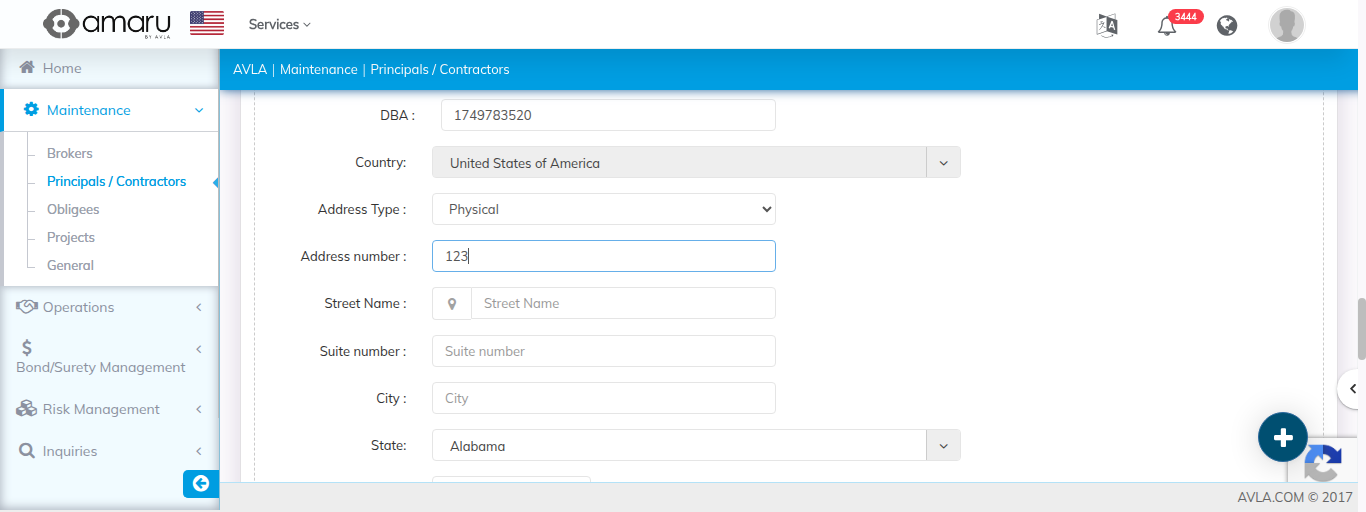 amaru
BY AVLA
Services
3444
Home
AVLA | Maintenance | Principals / Contractors
Maintenance
Brokers
Principals / Contractors
Obligees
Projects
General
Operations
Bond/Surety Management
Risk Management
Inquiries
DBA : 1749783520
Country: United States of America
Address Type : Physical
Address number : 123
Street Name : Street Name
Suite number : Suite number
City : City
State: Alabama
AVLA.COM © 2017